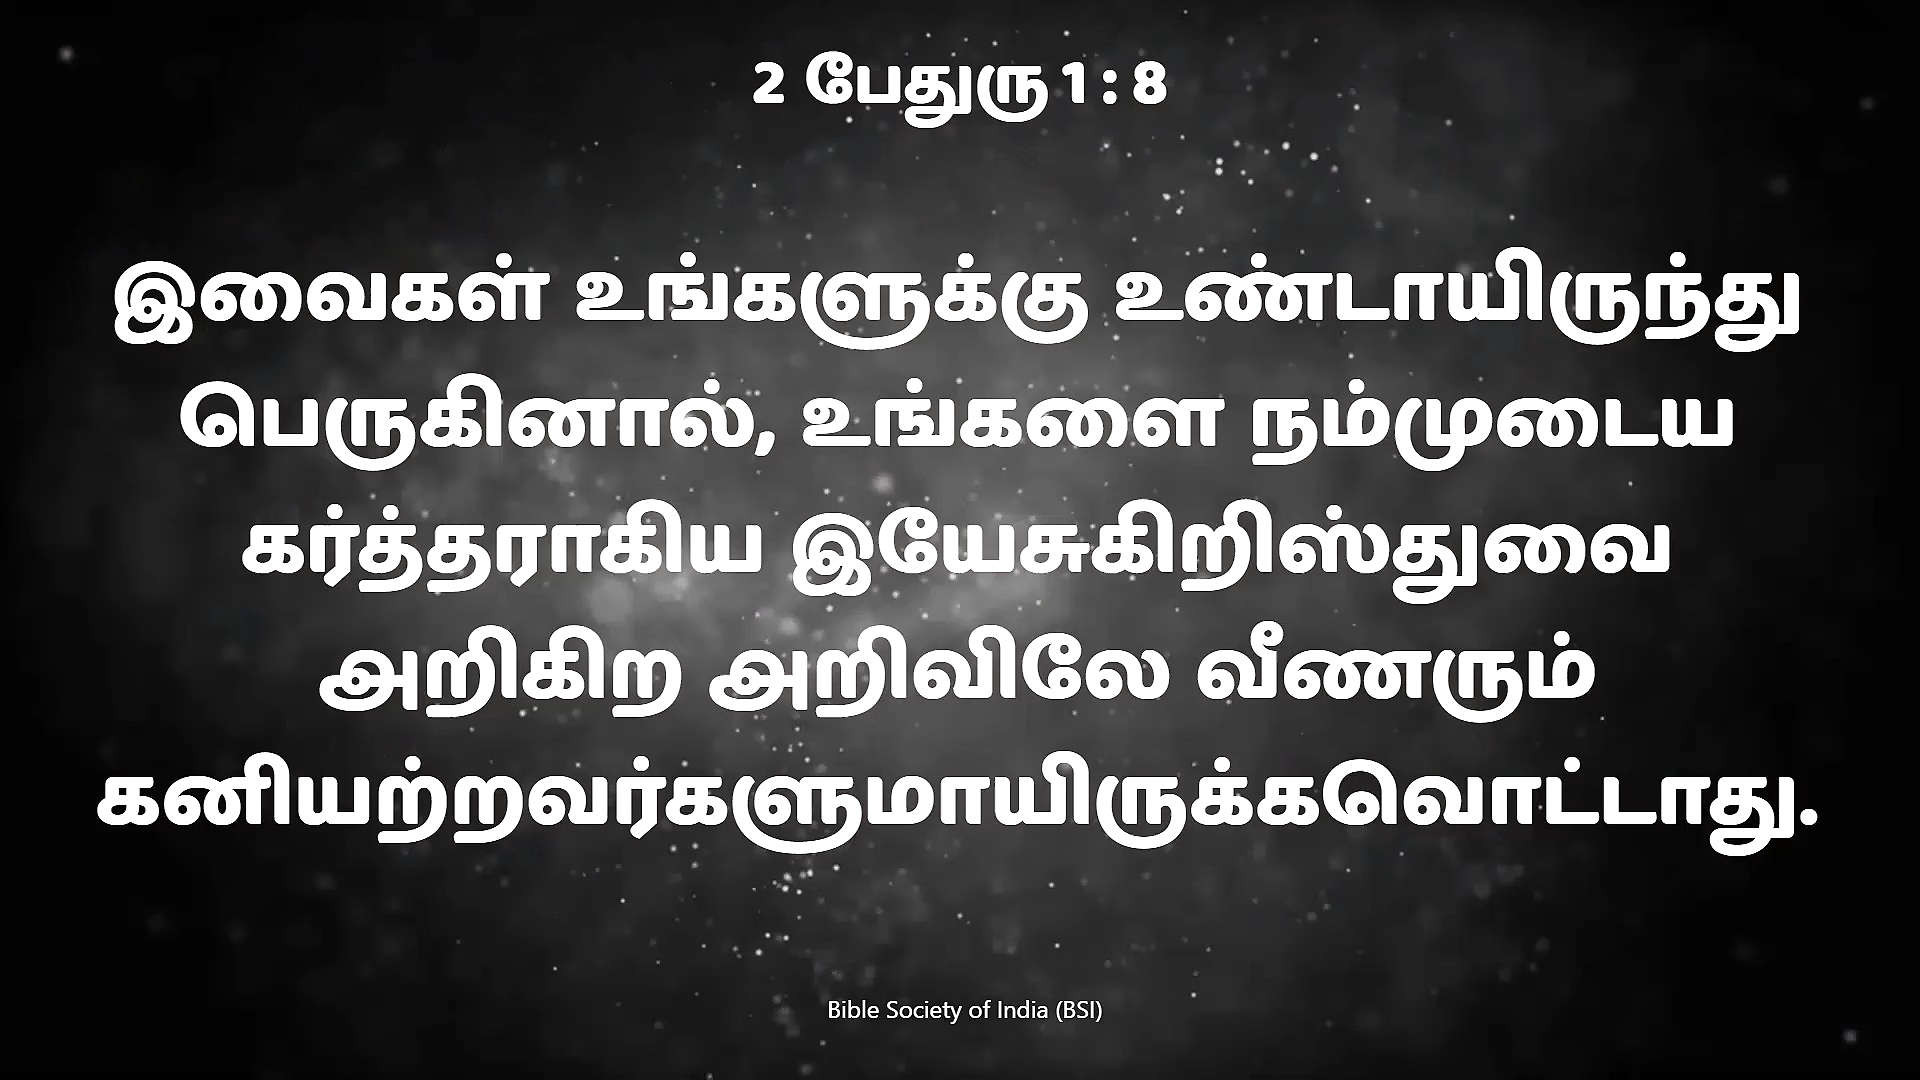 2 பேதுரு 1 : 8
இவைகள் உங்களுக்கு உண்டாயிருந்து
பெருகினால், உங்களை நம்முடைய
கர்த்தராகிய இயேசுகிறிஸ்துவை
அறிகிற அறிவிலே வீணரும்
கனியற்றவர்களுமாயிருக்கவொட்டாது.
Bible Society of India (BSI)